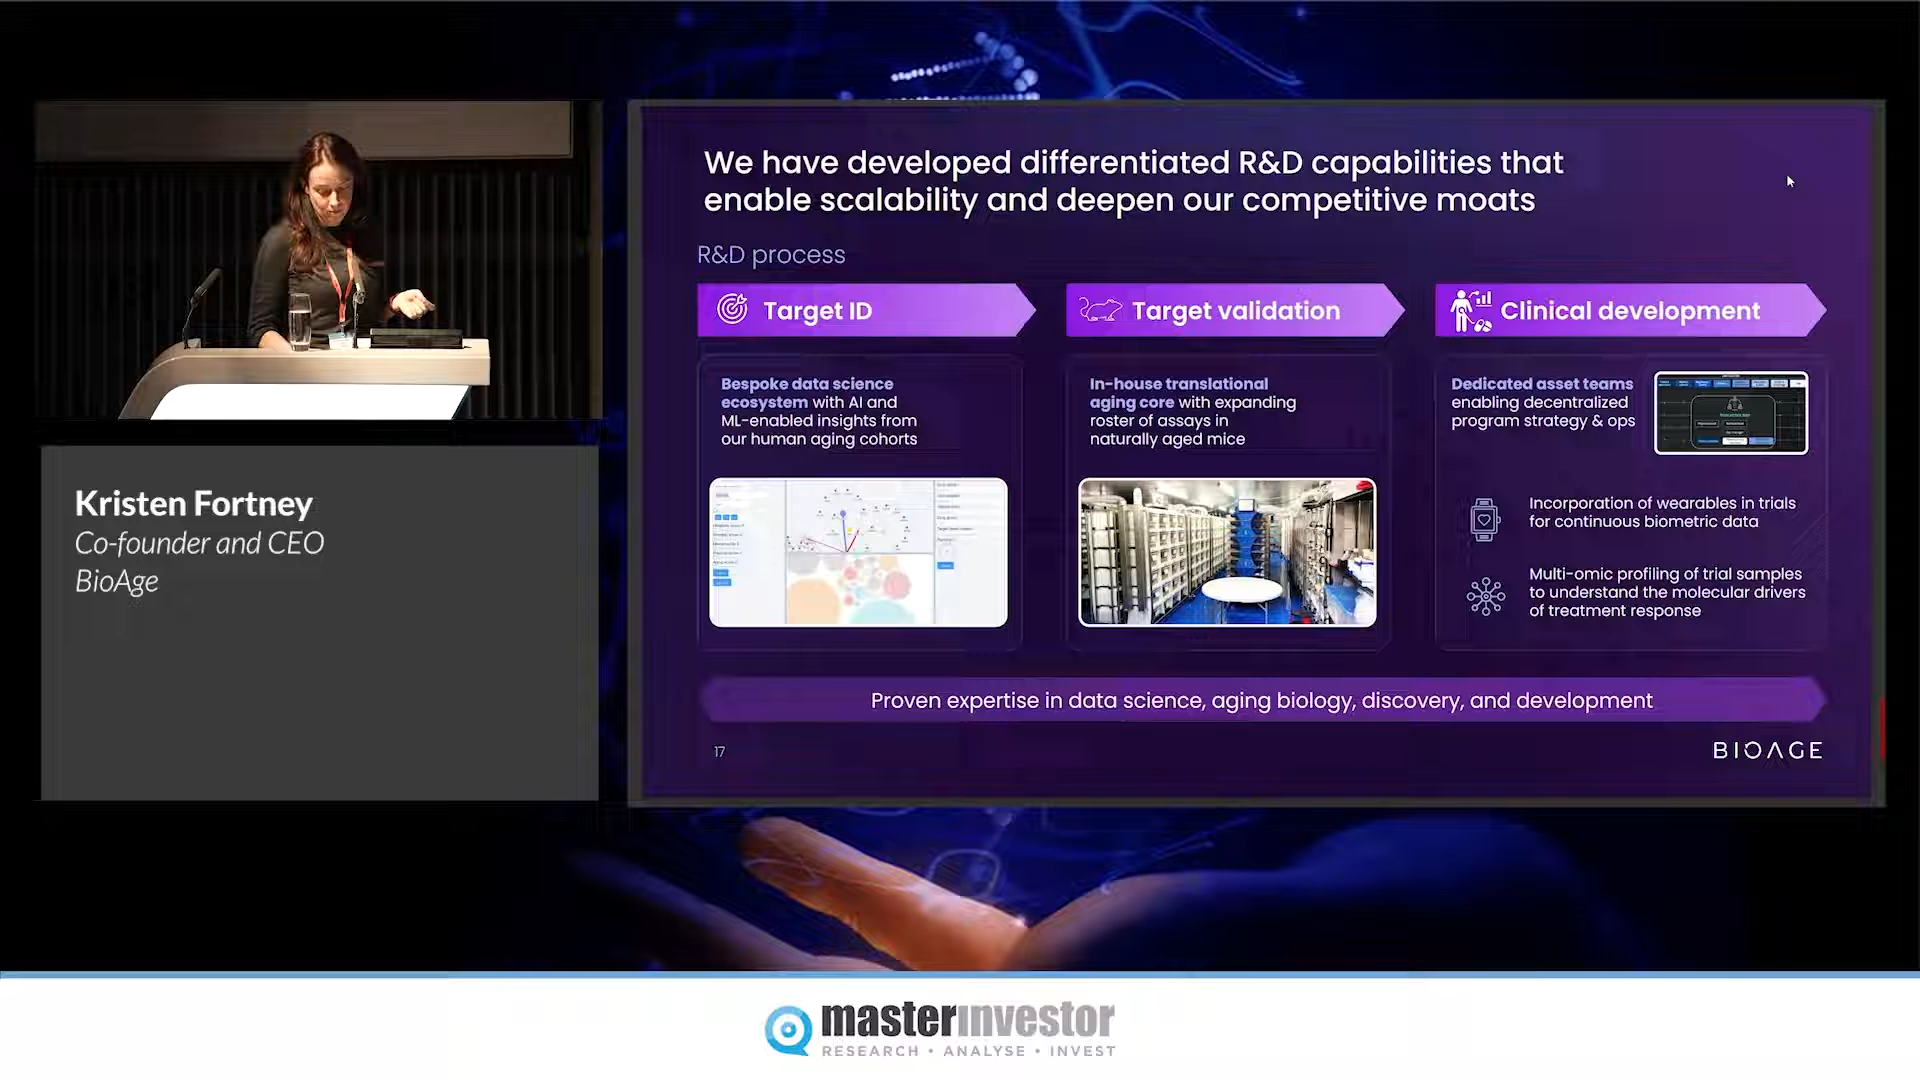 We have developed differentiated R&D capabilities that
enable scalability and deepen our competitive moats
R&D process
Target ID
Target validation
Clinical development
Bespoke data science
ecosystem with AI and
ML-enabled insights from
our human aging cohorts
In-house translational
aging core with expanding
roster of assays in
naturally aged mice
Dedicated asset teams
enabling decentralized
program strategy & ops
Incorporation of wearables in trials
for continuous biometric data
Multi-omic profiling of trial samples
to understand the molecular drivers
of treatment response
Proven expertise in data science, aging biology, discovery, and development
17
BIOAGE
Kristen Fortney
Co-founder and CEO
BioAge
masterinvestor
RESEARCH • ANALYSE • INVEST